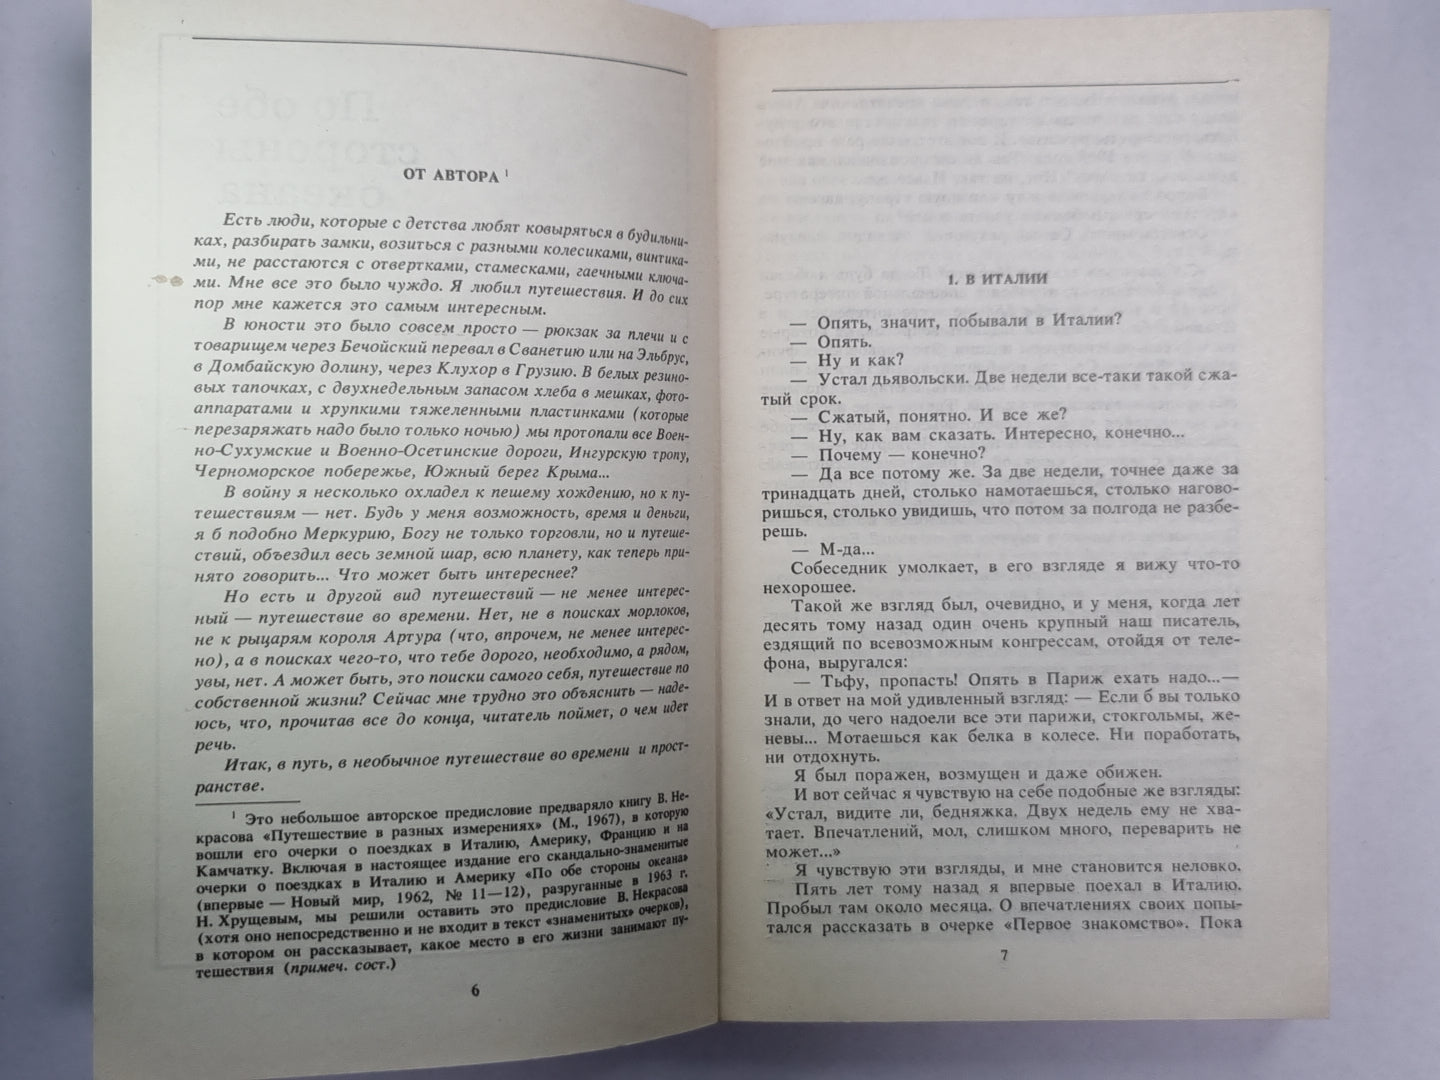 ОТ АВТОРА ¹
Есть люди, которые с детства любят ковыряться в будильни-
ках, разбирать замки, возиться с разными колесиками, винтика-
ми, не расстаются с отвертками, стамесками, гаечными ключа-
ми. Мне все это было чуждо. Я любил путешествия. И до сих
пор мне кажется это самым интересным.
В юности это было совсем просто — рюкзак за плечи и с
товарищем через Бечойский перевал в Сванетию или на Эльбрус,
в Домбайскую долину, через Клухор в Грузию. В белых резино-
вых тапочках, с двухнедельным запасом хлеба в мешках, фото-
аппаратами и хрупкими тяжеленными пластинками (которые
перезаряжать надо было только ночью) мы протопали все Воен-
но-Сухумские и Военно-Осетинские дороги, Ингурскую тропу,
Черноморское побережье, Южный берег Крыма...
В войну я несколько охладел к пешему хождению, но к пу-
тешествиям — нет. Будь у меня возможность, время и деньги,
я б подобно Меркурию, Богу не только торговли, но и путеше-
ствий, объездил весь земной шар, всю планету, как теперь при-
нято говорить... Что может быть интереснее?
Но есть и другой вид путешествий — не менее интерес-
ный — путешествие во времени. Нет, не в поисках морлоков,
не к рыцарям короля Артура (что, впрочем, не менее интерес-
но), а в поисках чего-то, что тебе дорого, необходимо, а рядом,
увы, нет. А может быть, это поиски самого себя, путешествие по
собственной жизни? Сейчас мне трудно это объяснить — наде-
юсь, что, прочитав все до конца, читатель поймет, о чем идет
речь.
Итак, в путь, в необычное путешествие во времени и прост-
ранстве.
¹ Это небольшое авторское предисловие предваряло книгу В. Не-
красова «Путешествие в разных измерениях» (М., 1967), в которую
вошли его очерки о поездках в Италию, Америку, Францию и на
Камчатку. Включая в настоящее издание его скандально-знаменитые
очерки о поездках в Италию и Америку «По обе стороны океана»
(впервые — Новый мир, 1962, № 11—12), разруганные в 1963 г.
Н. Хрущевым, мы решили оставить это предисловие В. Некрасова
(хотя оно непосредственно и не входит в текст «знаменитых» очерков),
в котором он рассказывает, какое место в его жизни занимают пу-
тешествия (примеч. сост.)
6
1. В ИТАЛИИ
— Опять, значит, побывали в Италии?
— Опять.
— Ну и как?
— Устал дьявольски. Две недели все-таки такой сжа-
тый срок.
— Сжатый, понятно. И все же?
— Ну, как вам сказать. Интересно, конечно...
— Почему — конечно?
— Да все потому же. За две недели, точнее даже за
тринадцать дней, столько намотаешься, столько нагово-
ришься, столько увидишь, что потом за полгода не разбе-
решь.
— М-да...
Собеседник умолкает, в его взгляде я вижу что-то
нехорошее.
Такой же взгляд был, очевидно, и у меня, когда лет
десять тому назад один очень крупный наш писатель,
ездящий по всевозможным конгрессам, отойдя от теле-
фона, выругался:
— Тьфу, пропасть! Опять в Париж ехать надо...—
И в ответ на мой удивленный взгляд: — Если б вы только
знали, до чего надоели все эти парижи, стокгольмы, же-
невы... Мотаешься как белка в колесе. Ни поработать,
ни отдохнуть.
Я был поражен, возмущен и даже обижен.
И вот сейчас я чувствую на себе подобные же взгляды:
«Устал, видите ли, бедняжка. Двух недель ему не хва-
тает. Впечатлений, мол, слишком много, переварить не
может...»
Я чувствую эти взгляды, и мне становится неловко.
Пять лет тому назад я впервые поехал в Италию.
Пробыл там около месяца. О впечатлениях своих попы-
тался рассказать в очерке «Первое знакомство». Пока
7